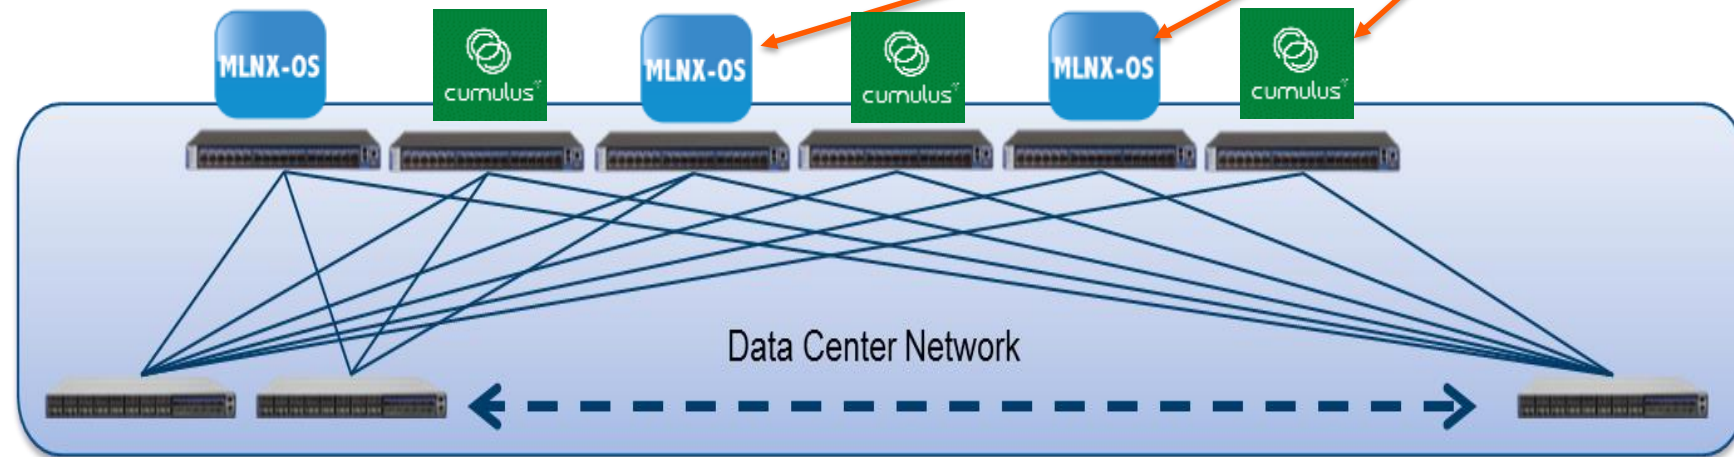 MLNX-OS
cumulus
MLNX-OS
cumulus
MLNX-OS
cumulus
Data Center Network